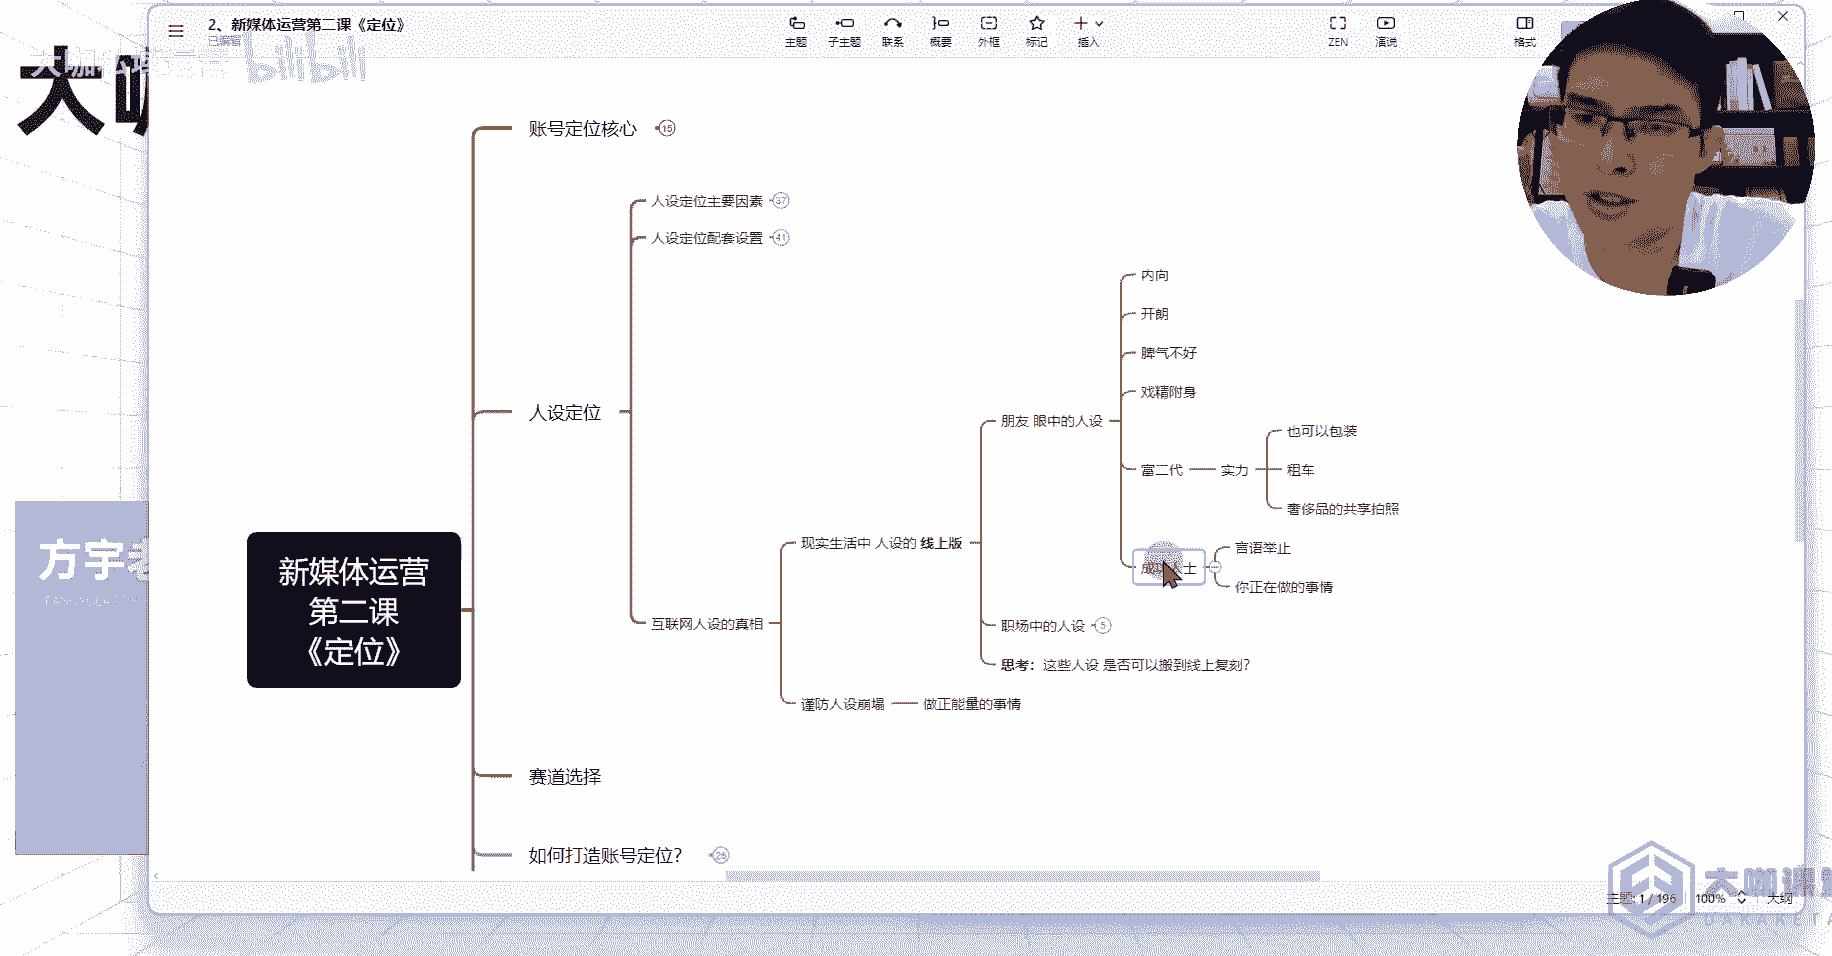 2、新媒体运营第二课《定位》
已编辑
主题
子主题
联系
概要
外框
标记
插入
ZEN
演说
格式
bilibili
大咖
账号定位核心
15
人设定位主要因素
37
人设定位配套设置
41
内向
开朗
脾气不好
戏精附身
人设定位
朋友 眼中的人设
也可以包装
富二代
实力
租车
奢侈品的共享拍照
方宇老
现实生活中 人设的 线上版
言语举止
成功人士
你正在做的事情
新媒体运营
第二课
《定位》
互联网人设的真相
职场中的人设
5
思考：这些人设 是否可以搬到线上复刻？
谨防人设崩塌
做正能量的事情
赛道选择
如何打造账号定位？
25
主题: 1 / 196
100%
大纲